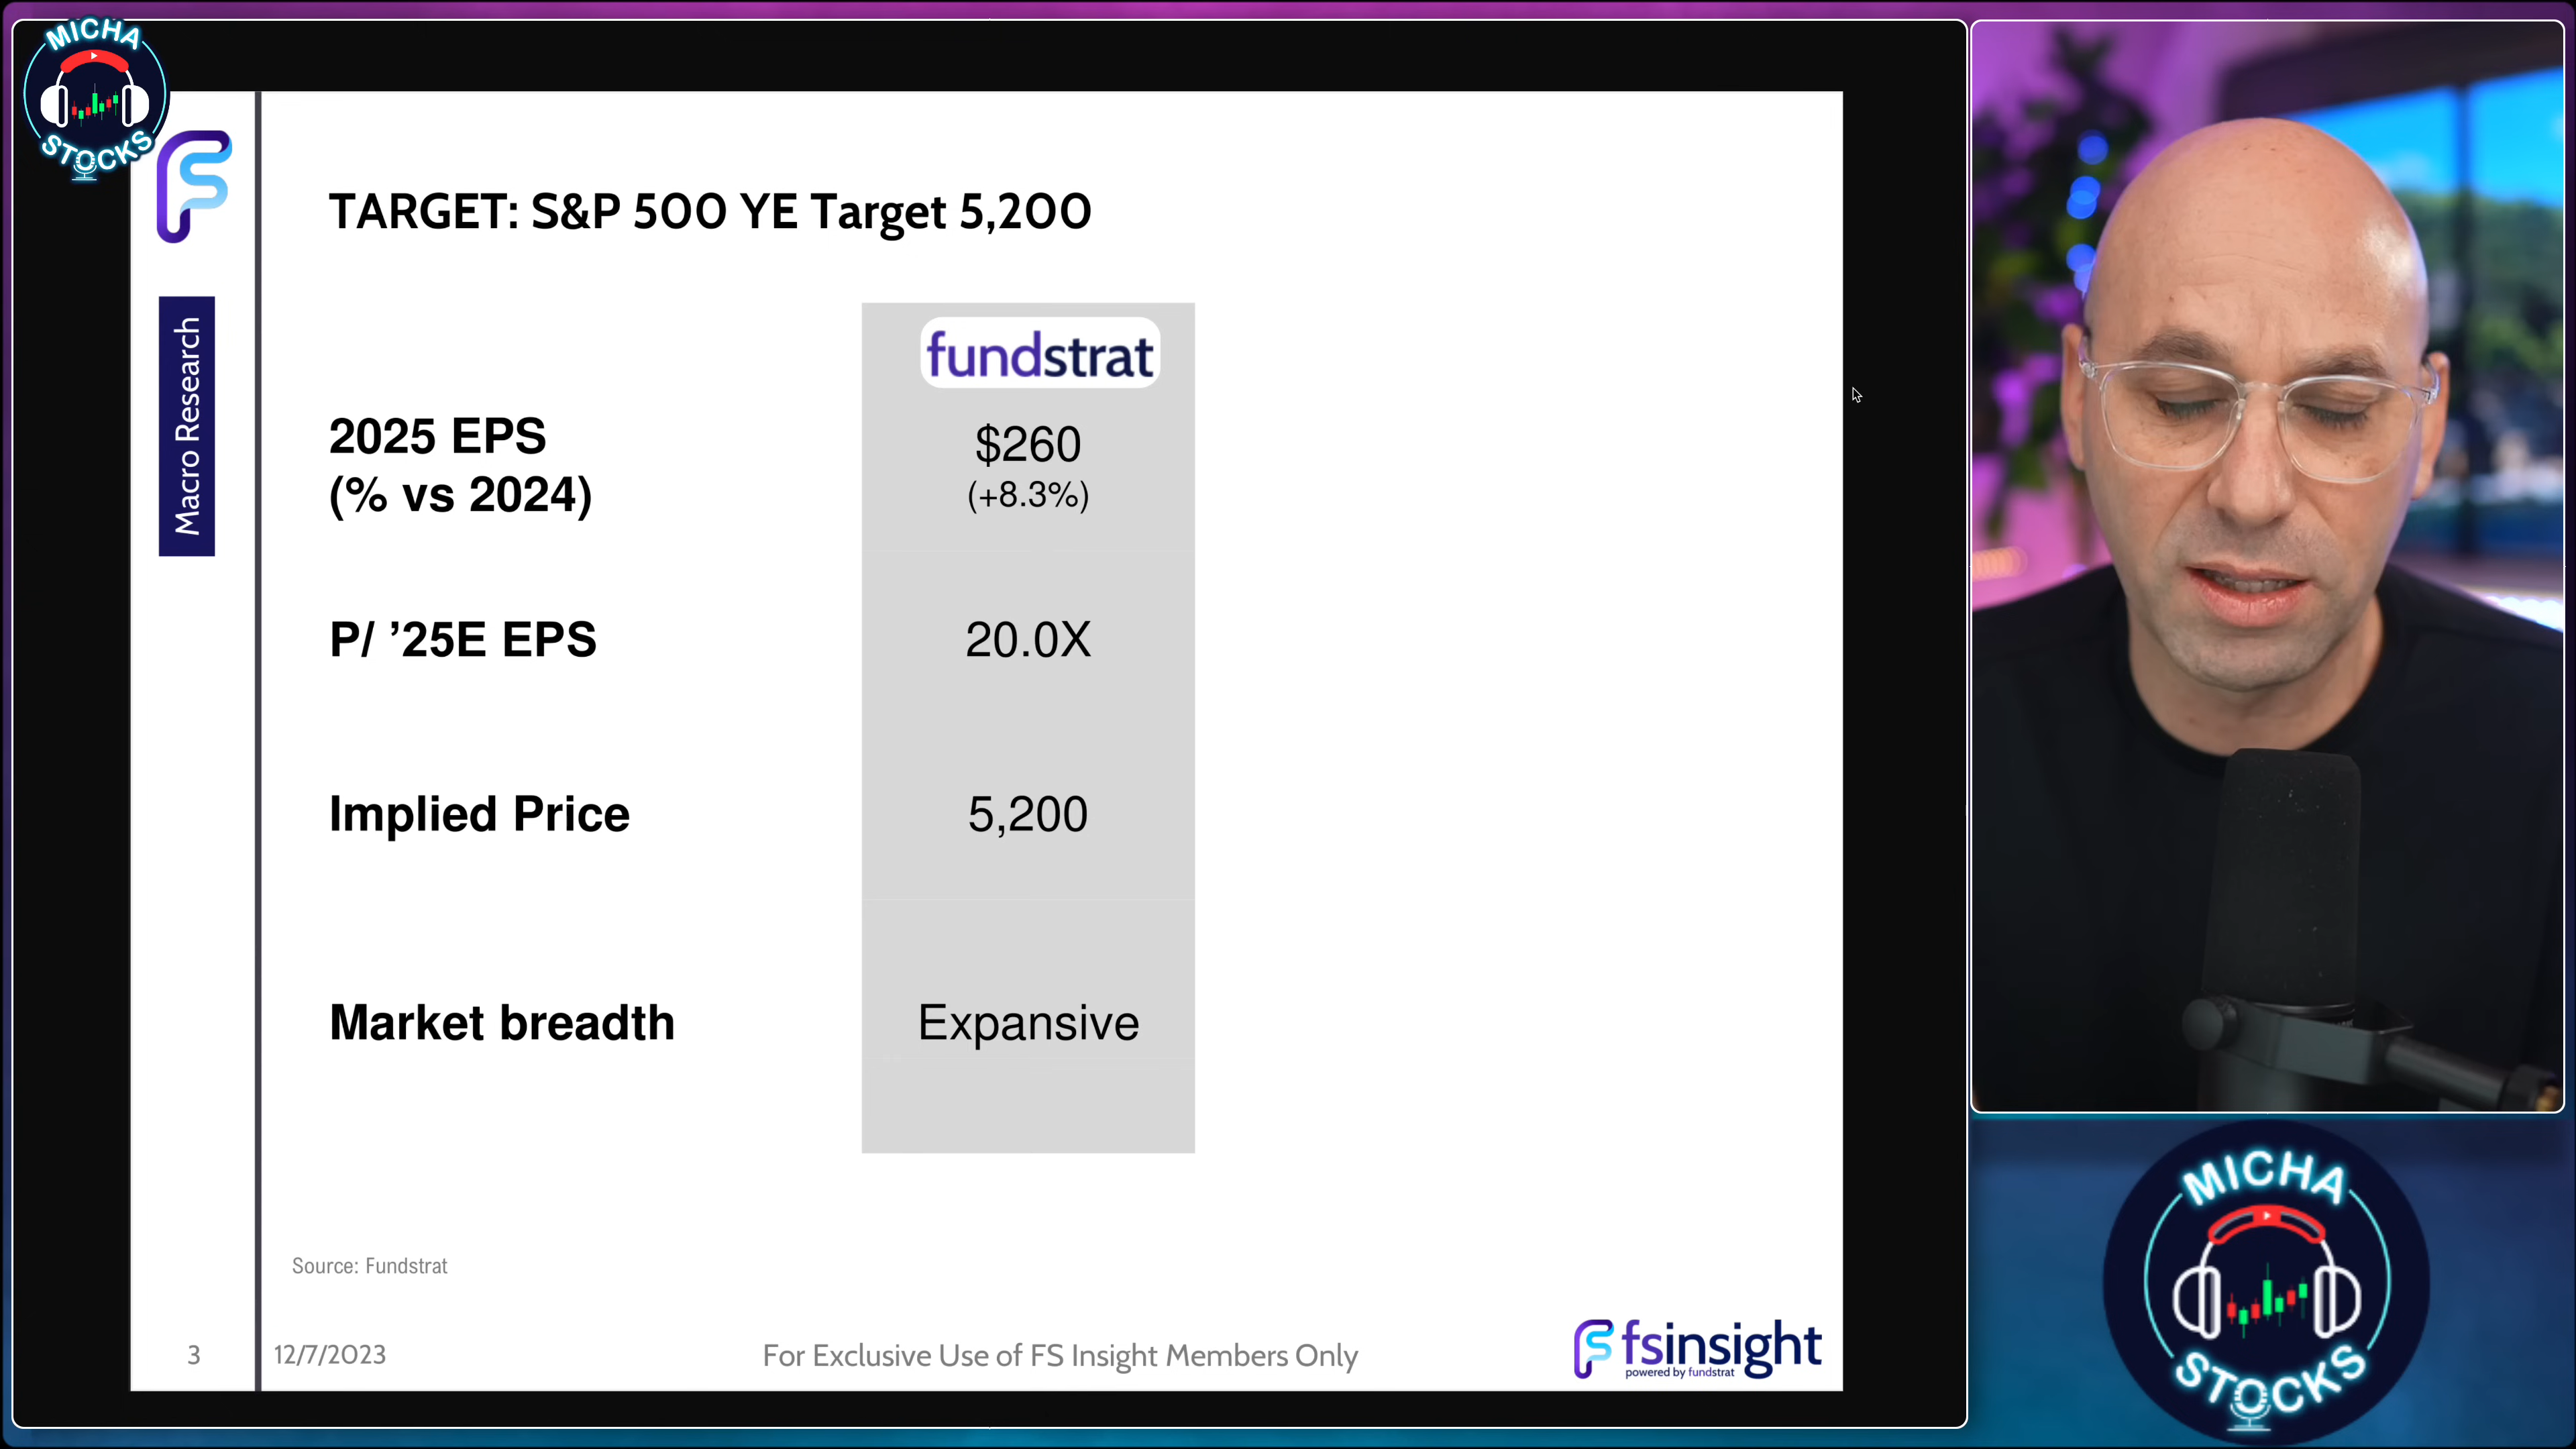 MICHA
STOCKS
FS
Macro Research
TARGET: S&P 500 YE Target 5,200
fundstrat
2025 EPS
(% vs 2024)
$260
(+8.3%)
P/ ’25E EPS
20.0X
Implied Price
5,200
Market breadth
Expansive
Source: Fundstrat
3
12/7/2023
For Exclusive Use of FS Insight Members Only
FS fsinsight
powered by fundstrat
MICHA
STOCKS